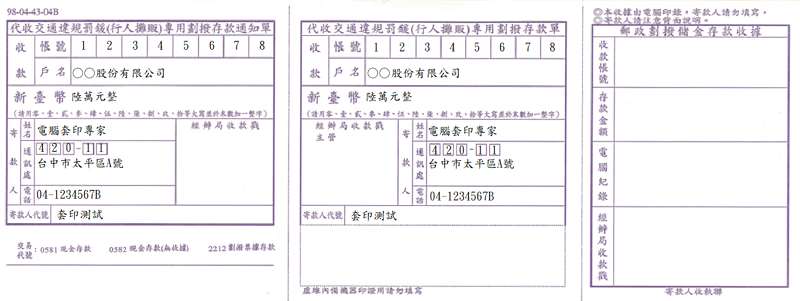 98-04-43-04B
代收交通違規罰鍰(行人攤販)專用劃撥存款通知單
收款 帳號 1 2 3 4 5 6 7 8
戶名 ○○股份有限公司
新臺幣 陸萬元整
(請用零、壹、貳、參、肆、伍、陸、柒、捌、玖、拾等大寫並於末數加一整字)
寄款人 姓名 電腦套印專家
經辦局收款戳
通訊處 420-11
台中市太平區A號
電話 04-1234567B
寄款人代號 套印測試
交易代號: 0581 現金存款 0582 現金存款(無收據) 2212 劃撥票據存款
代收交通違規罰鍰(行人攤販)專用劃撥存款單
收款 帳號 1 2 3 4 5 6 7 8
戶名 ○○股份有限公司
新臺幣 陸萬元整
(請用零、壹、貳、參、肆、伍、陸、柒、捌、玖、拾等大寫並於末數加一整字)
經辦局收款戳
主管
寄款人 姓名 電腦套印專家
通訊處 420-11
台中市太平區A號
電話 04-1234567B
寄款人代號 套印測試
虛線內備機器印證用請勿填寫
◎本收據由電腦印錄。寄款人請勿填寫。
◎寄款人請注意背面說明。
郵政劃撥儲金存款收據
收款帳號
存款金額
電腦紀錄
經辦局收款戳
寄款人收執聯